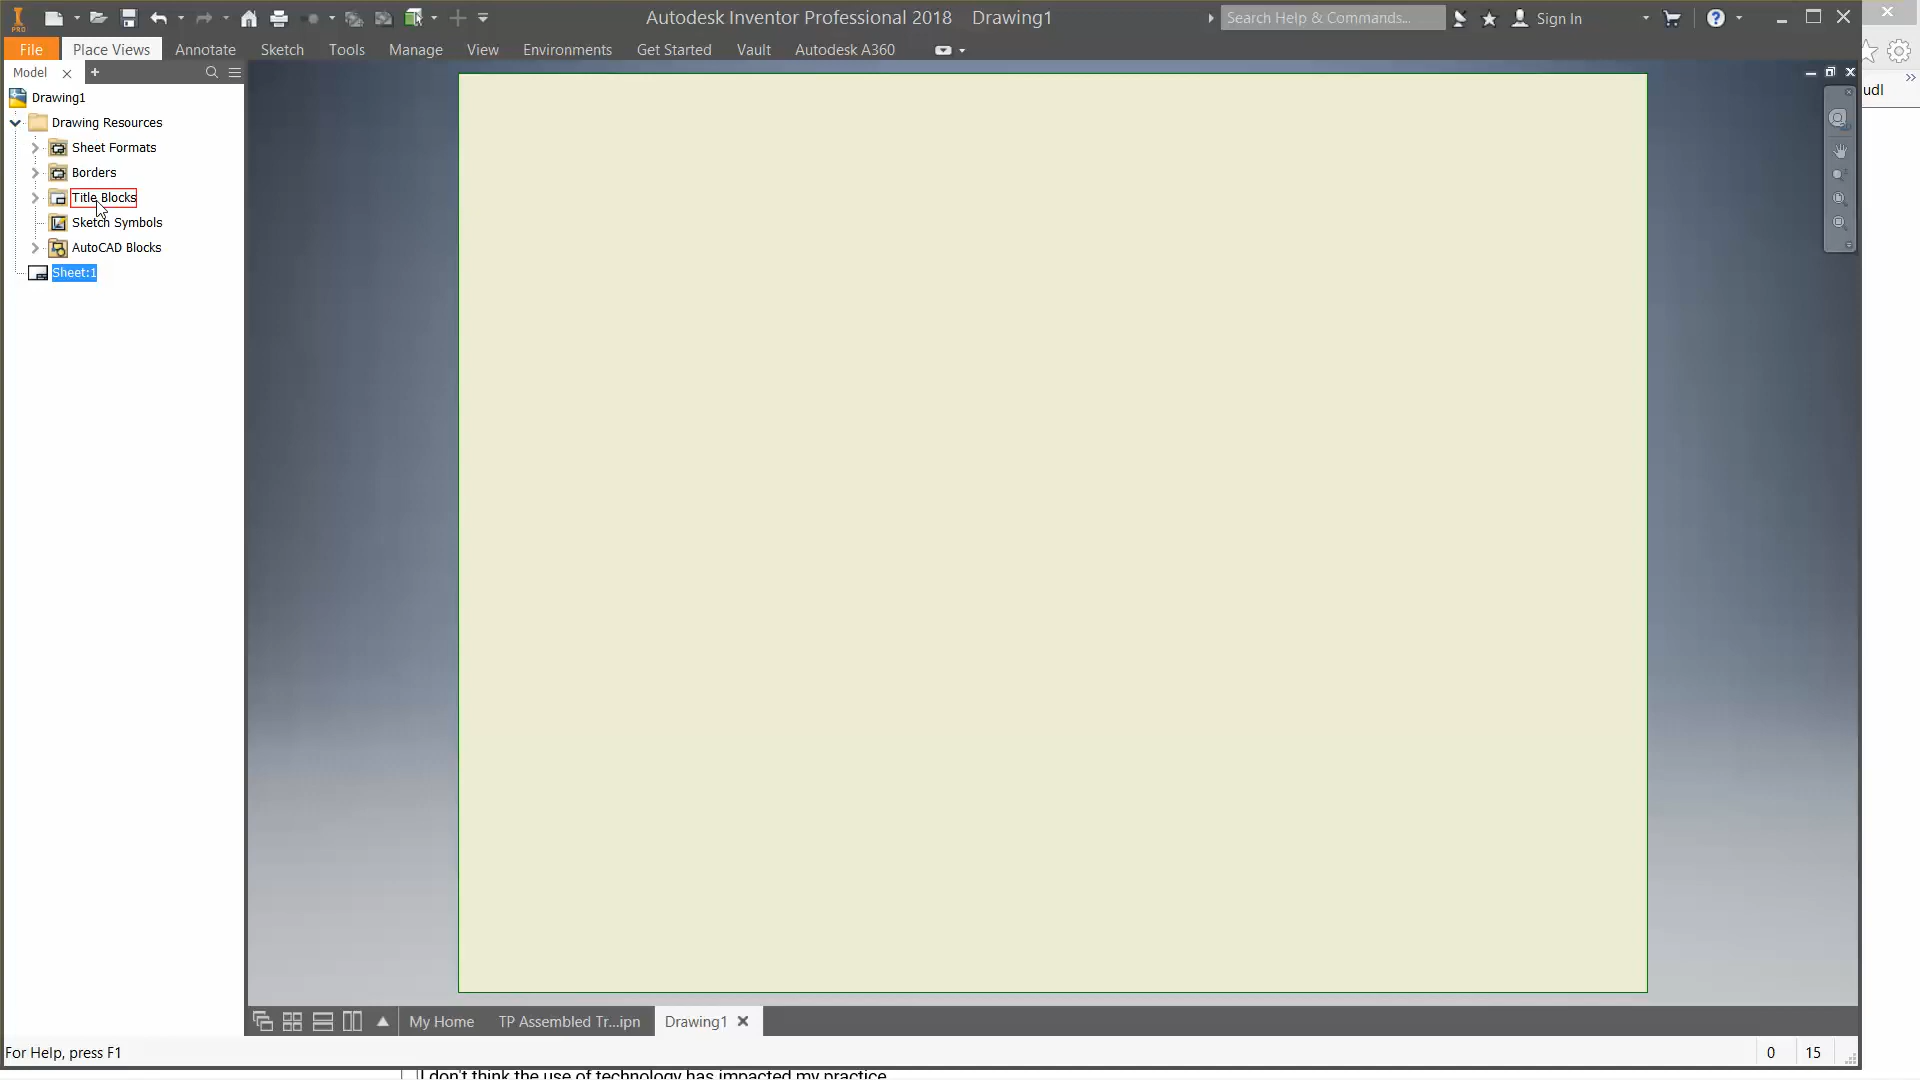 PRO
Autodesk Inventor Professional 2018 Drawing1
Search Help & Commands...
Sign In
File Place Views Annotate Sketch Tools Manage View Environments Get Started Vault Autodesk A360
Model
udl
Drawing1
Drawing Resources
Sheet Formats
Borders
Title Blocks
Sketch Symbols
AutoCAD Blocks
Sheet:1
My Home TP Assembled Tr...ipn Drawing1
For Help, press F1 0 15
I don't think the use of technology has impacted my practice